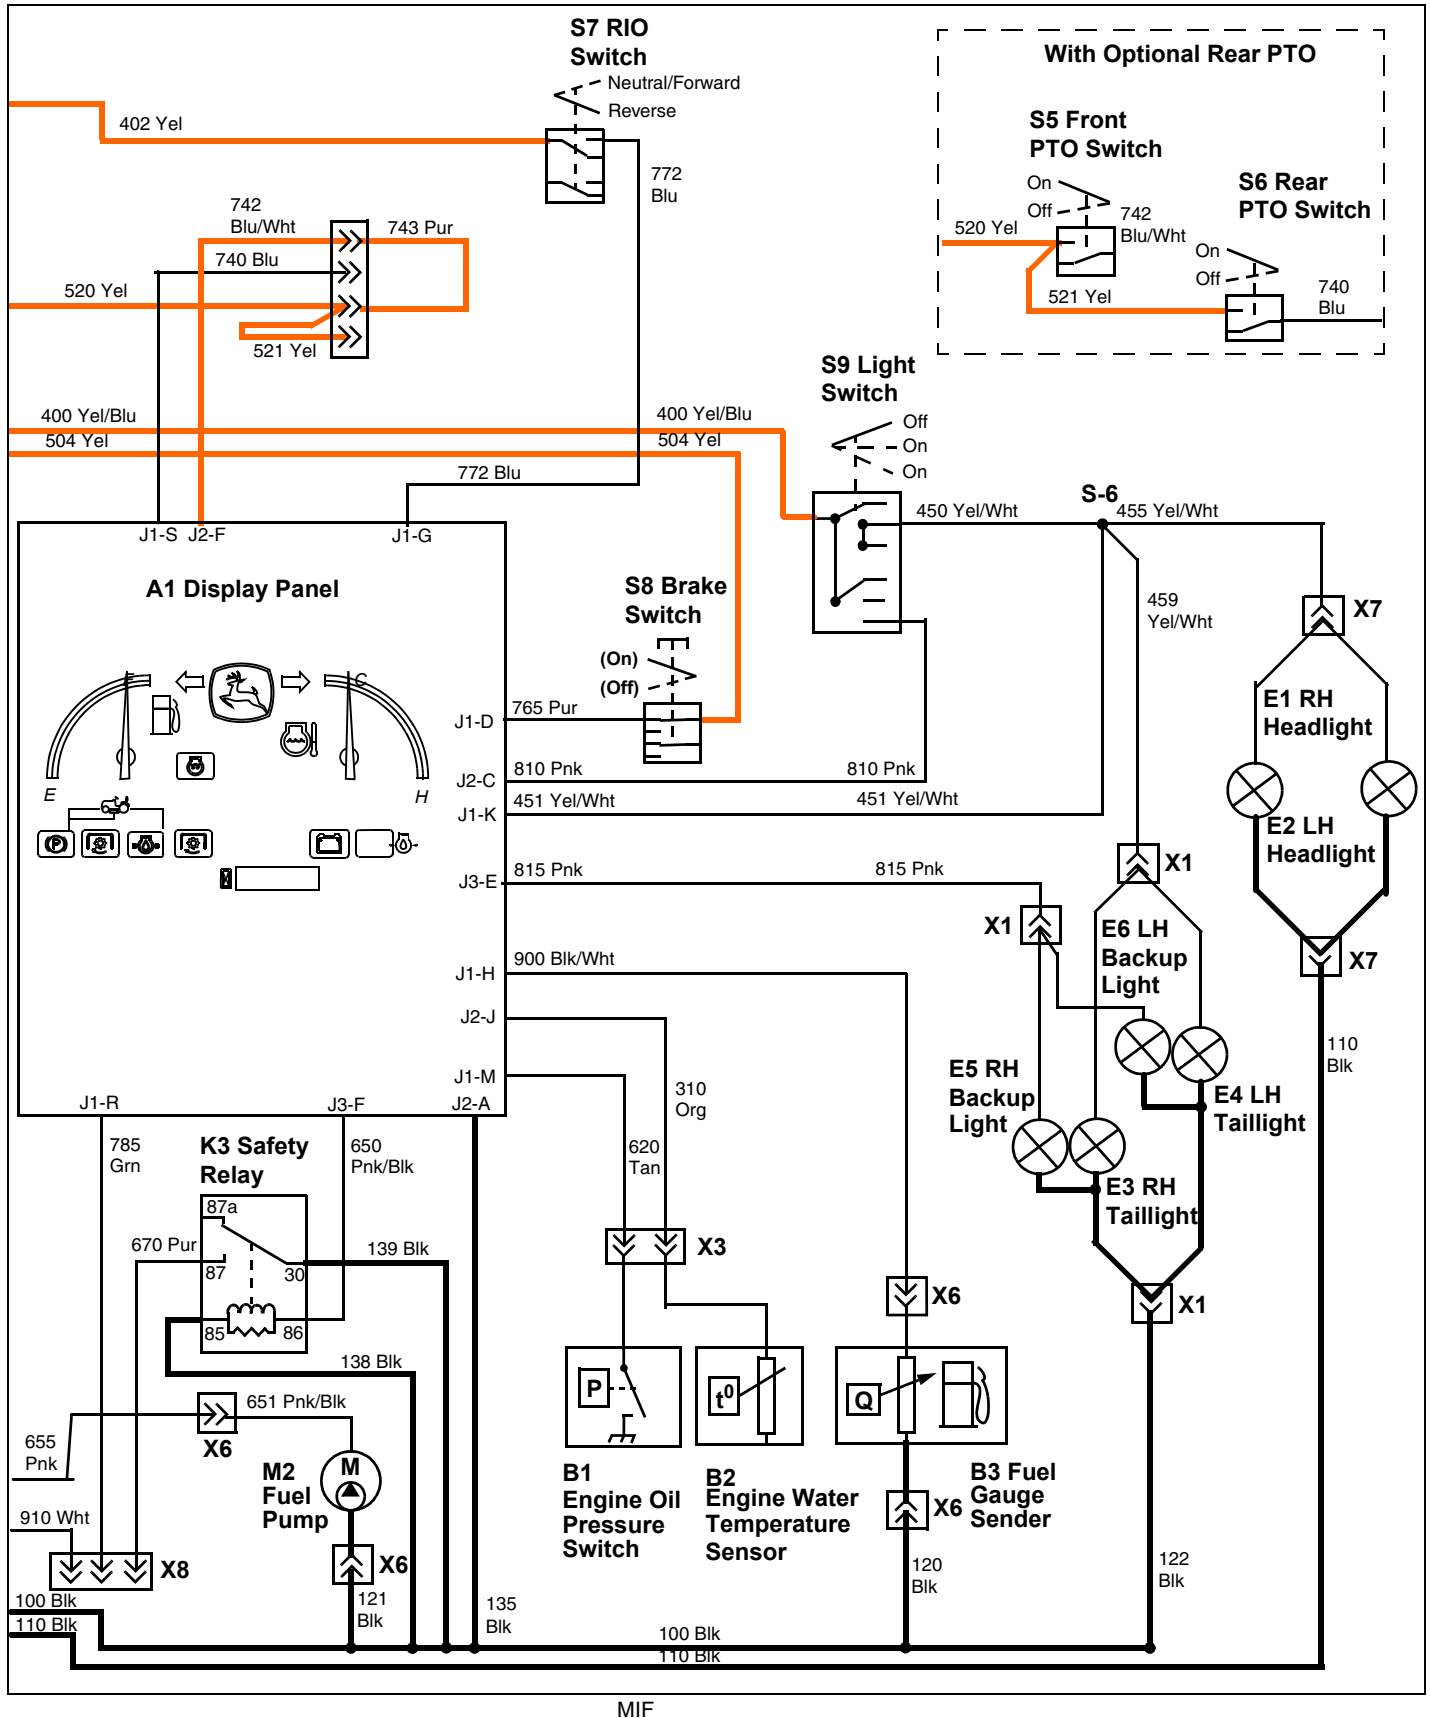 S7 RIO
Switch
Neutral/Forward
Reverse
402 Yel
772
Blu
With Optional Rear PTO
S5 Front
PTO Switch
On
Off
520 Yel
742
Blu/Wht
S6 Rear
PTO Switch
On
Off
521 Yel
740
Blu
742
Blu/Wht
743 Pur
740 Blu
520 Yel
521 Yel
S9 Light
Switch
400 Yel/Blu
504 Yel
400 Yel/Blu
504 Yel
Off
On
On
772 Blu
S-6
450 Yel/Wht
455 Yel/Wht
J1-S
J2-F
J1-G
A1 Display Panel
S8 Brake
Switch
(On)
(Off)
459
Yel/Wht
X7
E1 RH
Headlight
F
C
E
H
P
J1-D
765 Pur
J2-C
810 Pnk
810 Pnk
J1-K
451 Yel/Wht
451 Yel/Wht
E2 LH
Headlight
J3-E
815 Pnk
815 Pnk
X1
X1
E6 LH
Backup
Light
X7
J1-H
900 Blk/Wht
J2-J
J1-M
110
Blk
E5 RH
Backup
Light
E4 LH
Taillight
310
Org
J1-R
J3-F
J2-A
785
Grn
K3 Safety
Relay
650
Pnk/Blk
620
Tan
E3 RH
Taillight
87a
670 Pur
87
30
139 Blk
X3
85
86
X6
X1
138 Blk
651 Pnk/Blk
X6
655
Pnk
P
t0
Q
M2
Fuel
Pump
M
B1
Engine Oil
Pressure
Switch
B2
Engine Water
Temperature
Sensor
B3 Fuel
Gauge
Sender
X6
910 Wht
X8
X6
120
Blk
122
Blk
100 Blk
110 Blk
121
Blk
135
Blk
100 Blk
110 Blk
MIF